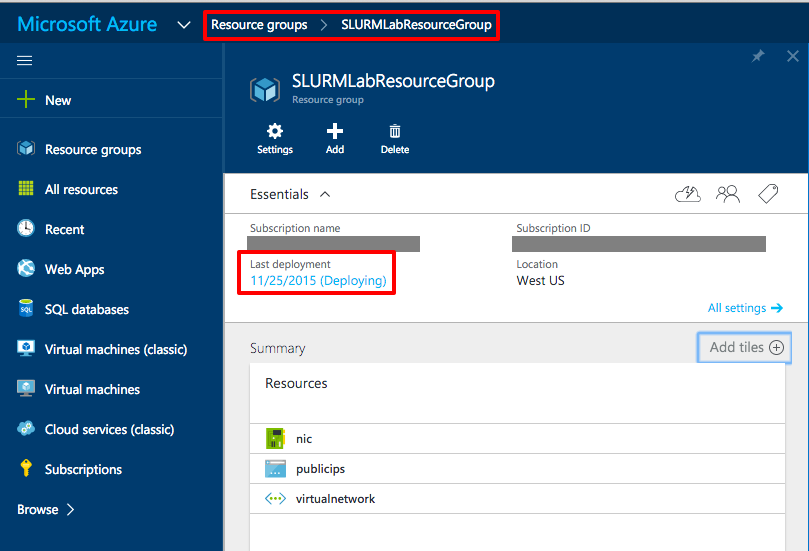 Microsoft Azure
Resource groups > SLURMLabResourceGroup
New
Resource groups
All resources
Recent
Web Apps
SQL
SQL databases
Virtual machines (classic)
Virtual machines
Cloud services (classic)
Subscriptions
Browse >
SLURMLabResourceGroup
Resource group
Settings
Add
Delete
Essentials
Subscription name
Subscription ID
Last deployment
11/25/2015 (Deploying)
Location
West US
All settings →
Summary
Add tiles
Resources
nic
publicips
virtualnetwork